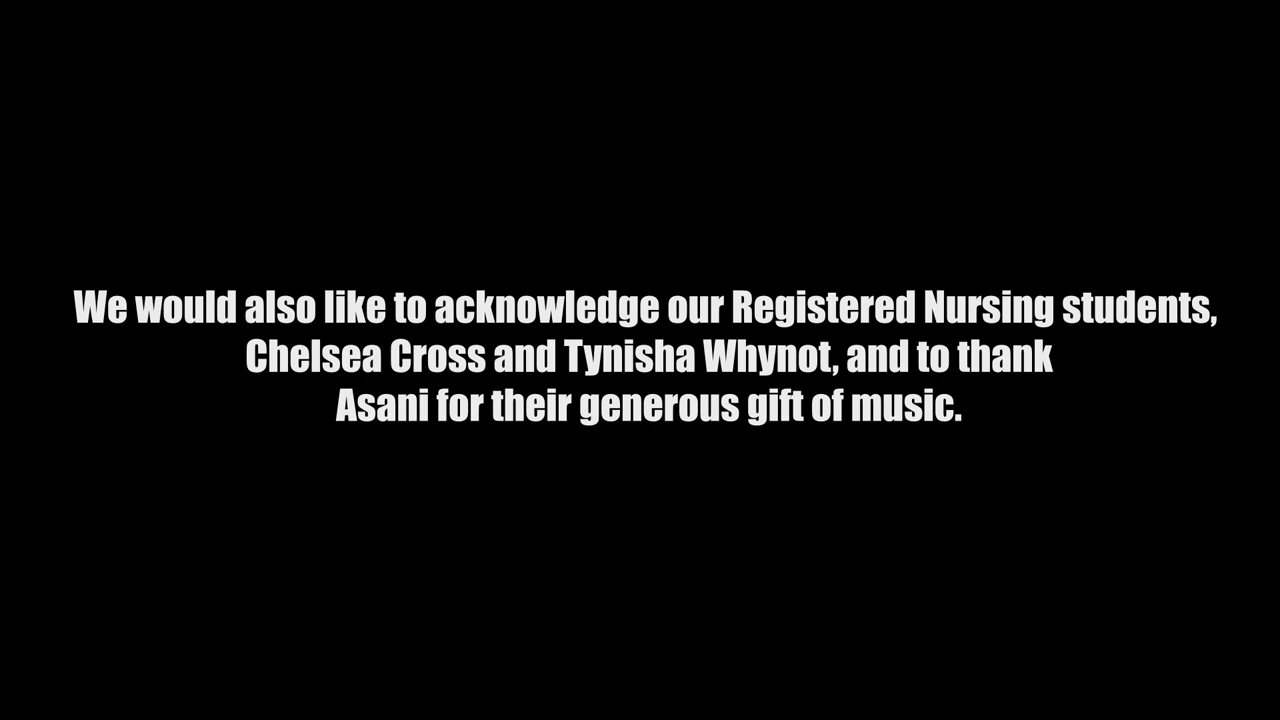 We would also like to acknowledge our Registered Nursing students,
Chelsea Cross and Tynisha Whynot, and to thank
Asani for their generous gift of music.